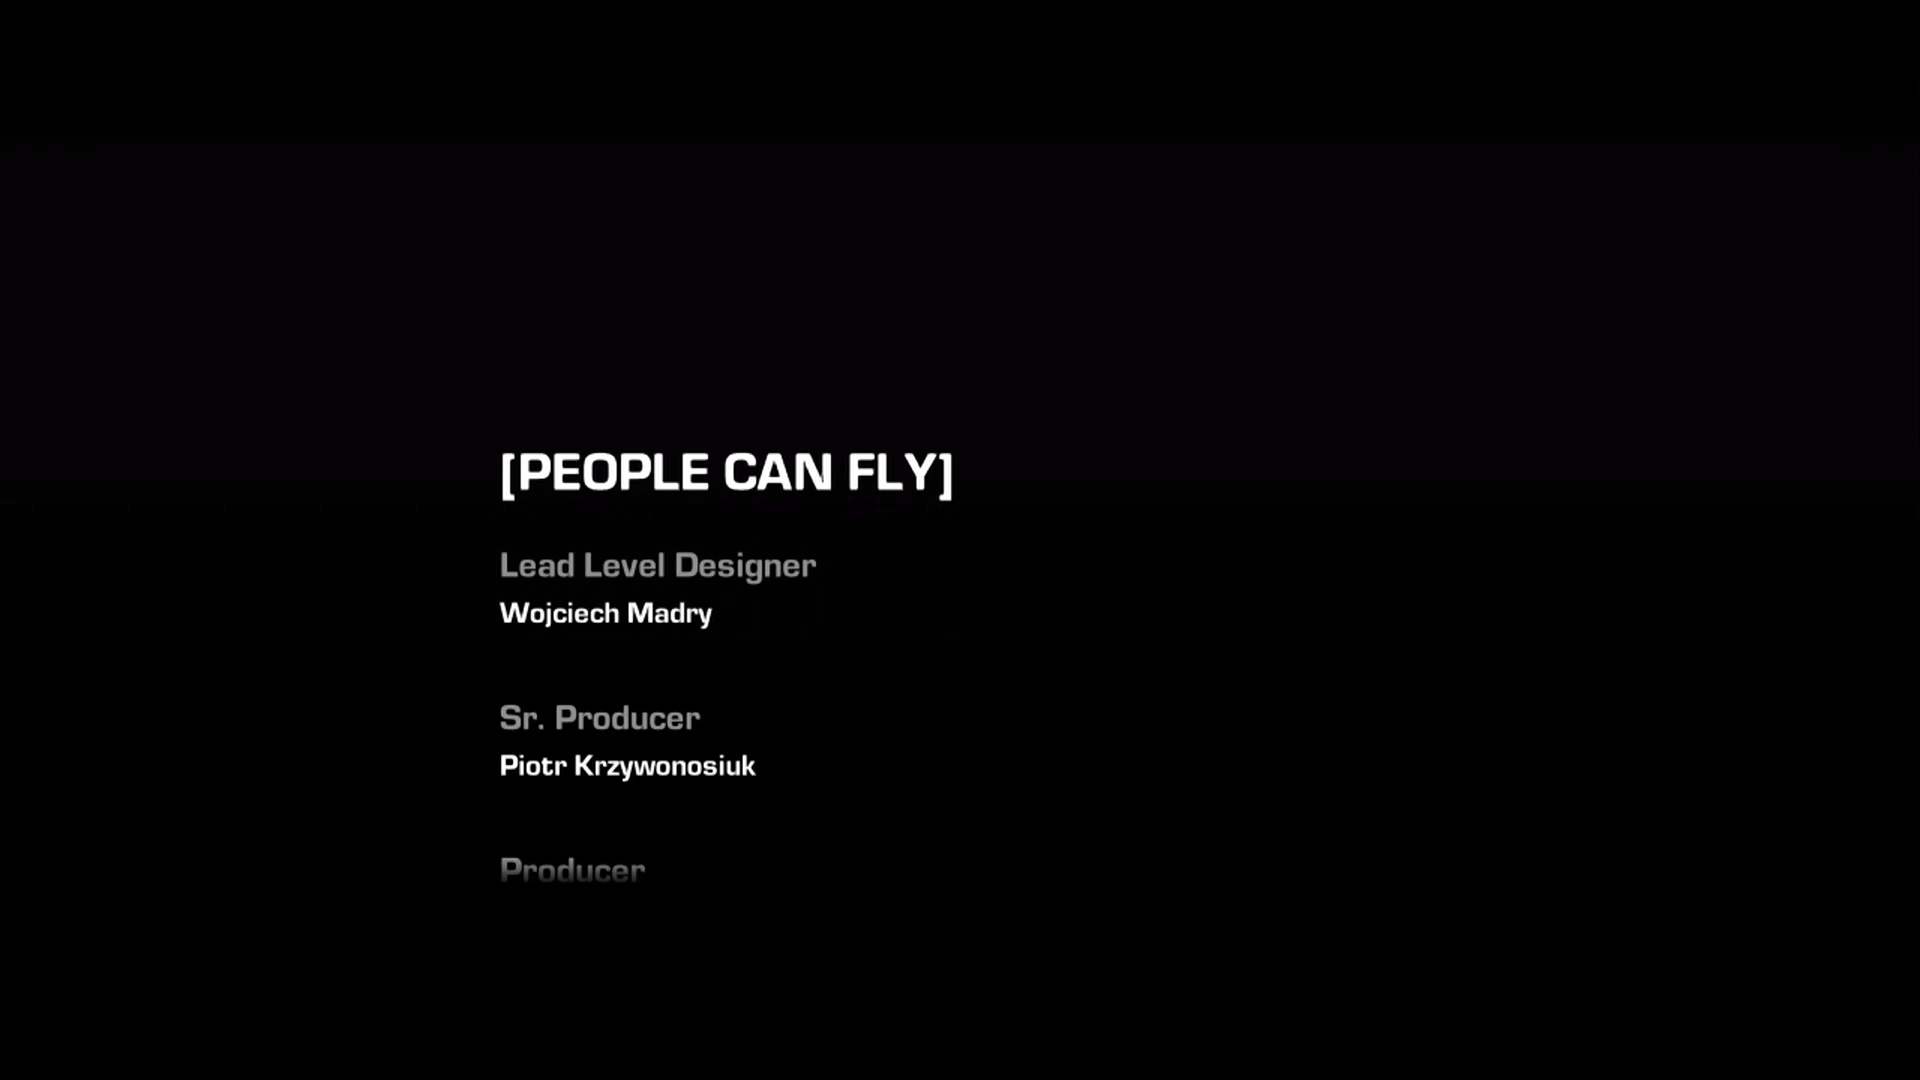 [PEOPLE CAN FLY]
Lead Level Designer
Wojciech Madry
Sr. Producer
Piotr Krzywonosiuk
Producer